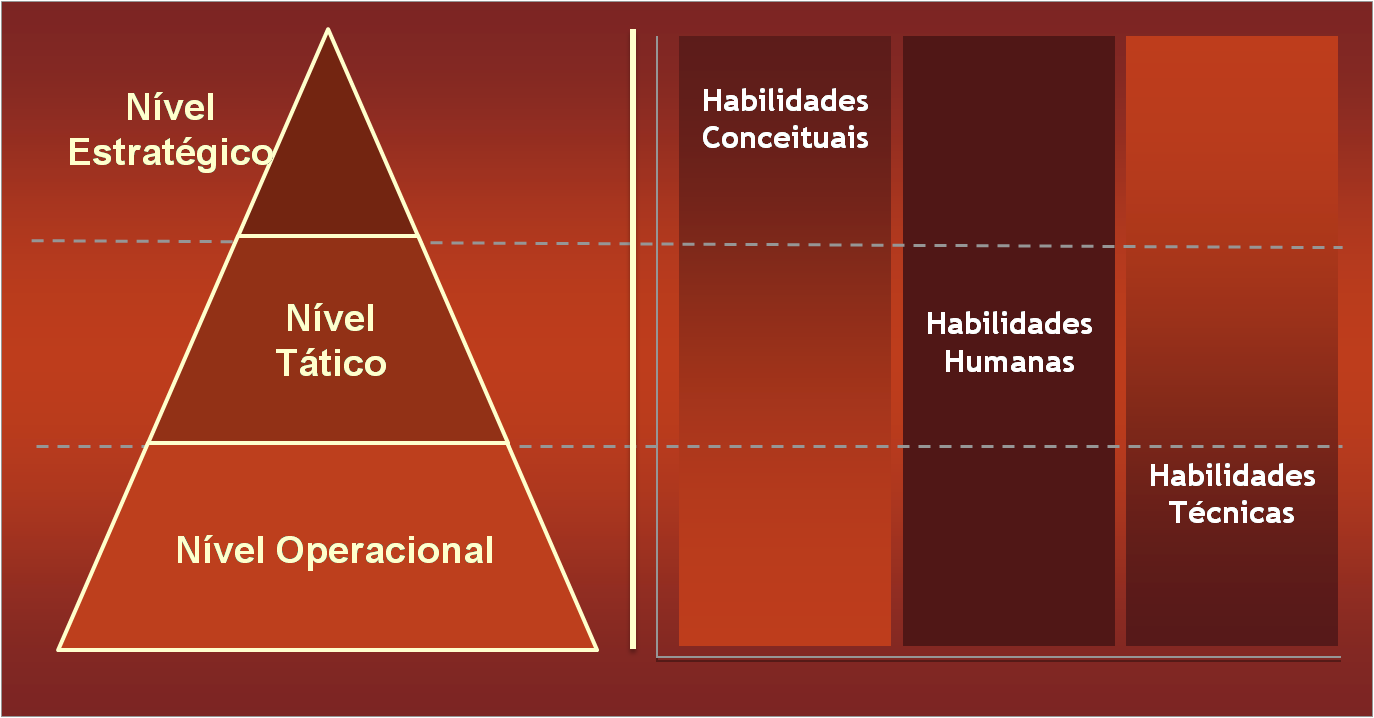 Nível
Estratégico
Nível
Tático
Nível Operacional
Habilidades
Conceituais
Habilidades
Humanas
Habilidades
Técnicas